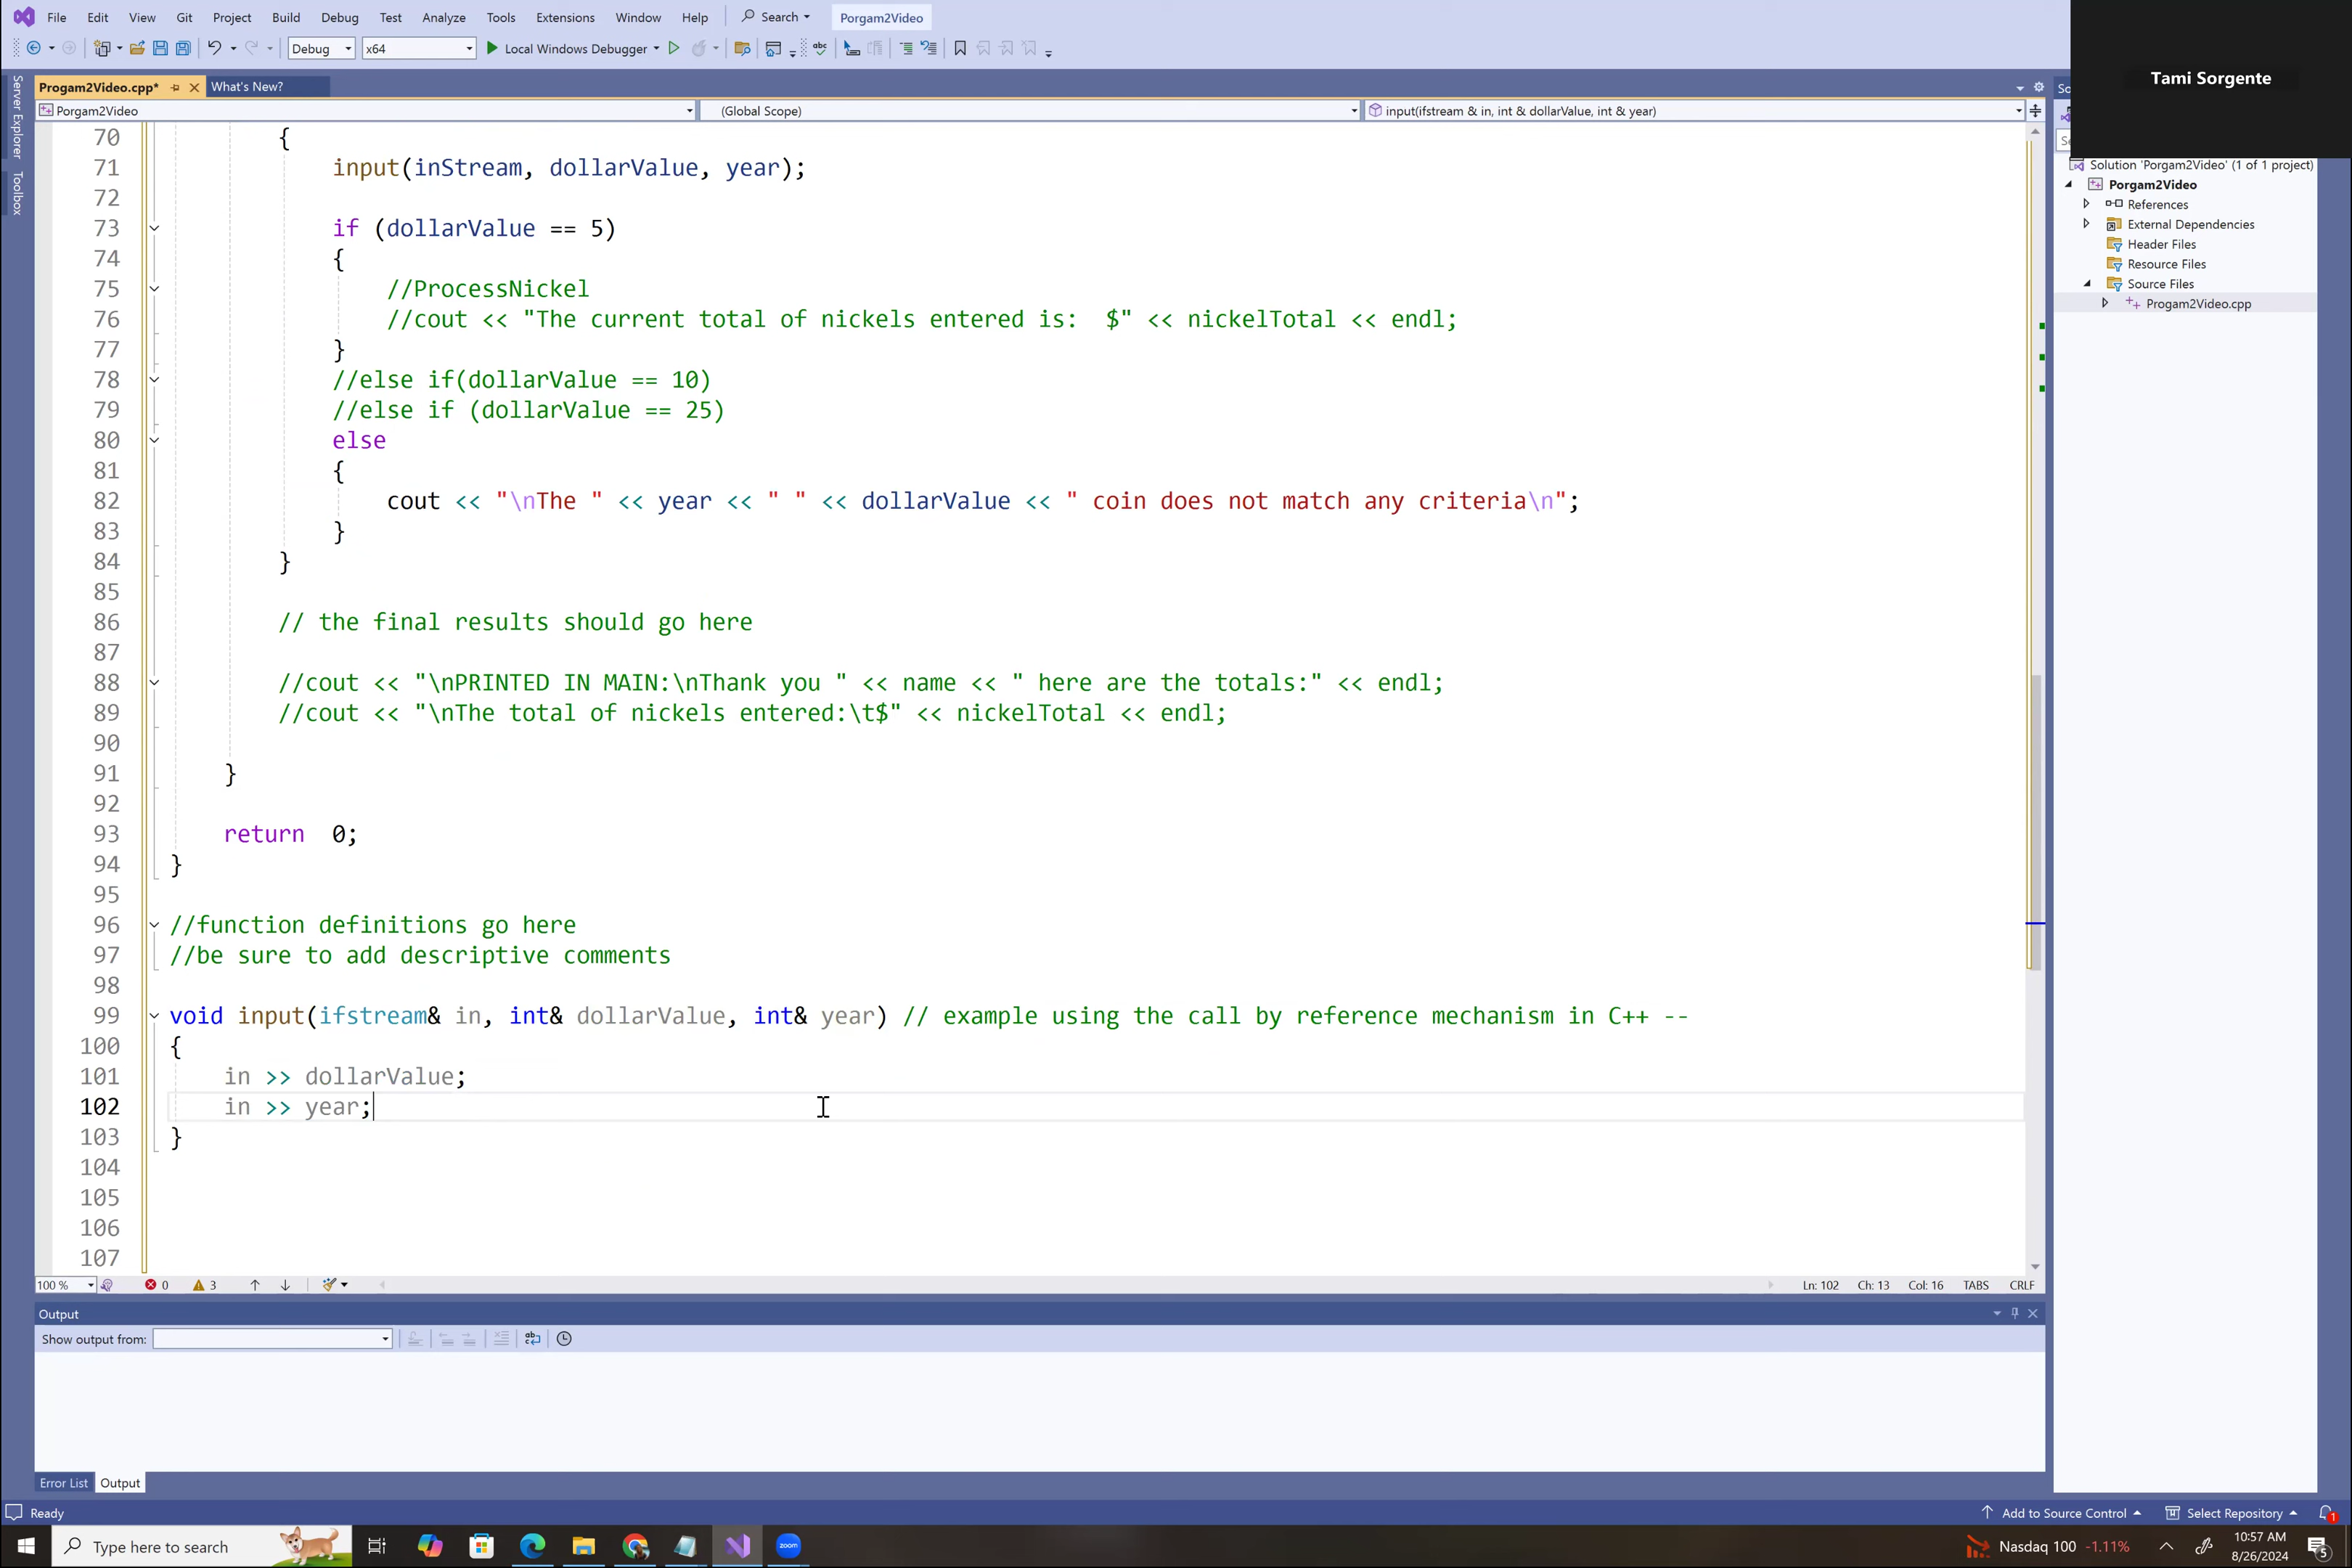 File Edit View Git Project Build Debug Test Analyze Tools Extensions Window Help Search Porgam2Video
Debug x64 Local Windows Debugger
Tami Sorgente
Server Explorer
Toolbox
Progam2Video.cpp* What's New?
Porgam2Video (Global Scope) input(ifstream & in, int & dollarValue, int & year)
70 {
71 input(inStream, dollarValue, year);
72
73 if (dollarValue == 5)
74 {
75 //ProcessNickel
76 //cout << "The current total of nickels entered is:  $" << nickelTotal << endl;
77 }
78 //else if(dollarValue == 10)
79 //else if (dollarValue == 25)
80 else
81 {
82 cout << "\nThe " << year << " " << dollarValue << " coin does not match any criteria\n";
83 }
84 }
85
86 // the final results should go here
87
88 //cout << "\nPRINTED IN MAIN:\nThank you " << name << " here are the totals:" << endl;
89 //cout << "\nThe total of nickels entered:\t$" << nickelTotal << endl;
90
91 }
92
93 return  0;
94 }
95
96 //function definitions go here
97 //be sure to add descriptive comments
98
99 void input(ifstream& in, int& dollarValue, int& year) // example using the call by reference mechanism in C++ --
100 {
101 in >> dollarValue;
102 in >> year;
103 }
104
105
106
107
100 % 0 3 Ln: 102 Ch: 13 Col: 16 TABS CRLF
Solution 'Porgam2Video' (1 of 1 project)
Porgam2Video
References
External Dependencies
Header Files
Resource Files
Source Files
Progam2Video.cpp
Output
Show output from:
Error List Output
Ready Add to Source Control Select Repository 1
Type here to search zoom Nasdaq 100 -1.11% 10:57 AM
8/26/2024 5